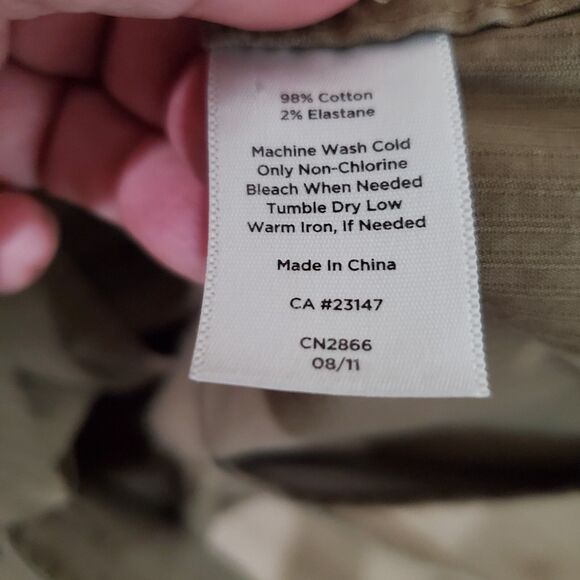 98% Cotton
2% Elastane
Machine Wash Cold
Only Non-Chlorine
Bleach When Needed
Tumble Dry Low
Warm Iron, If Needed
Made In China
CA #23147
CN2866
08/11